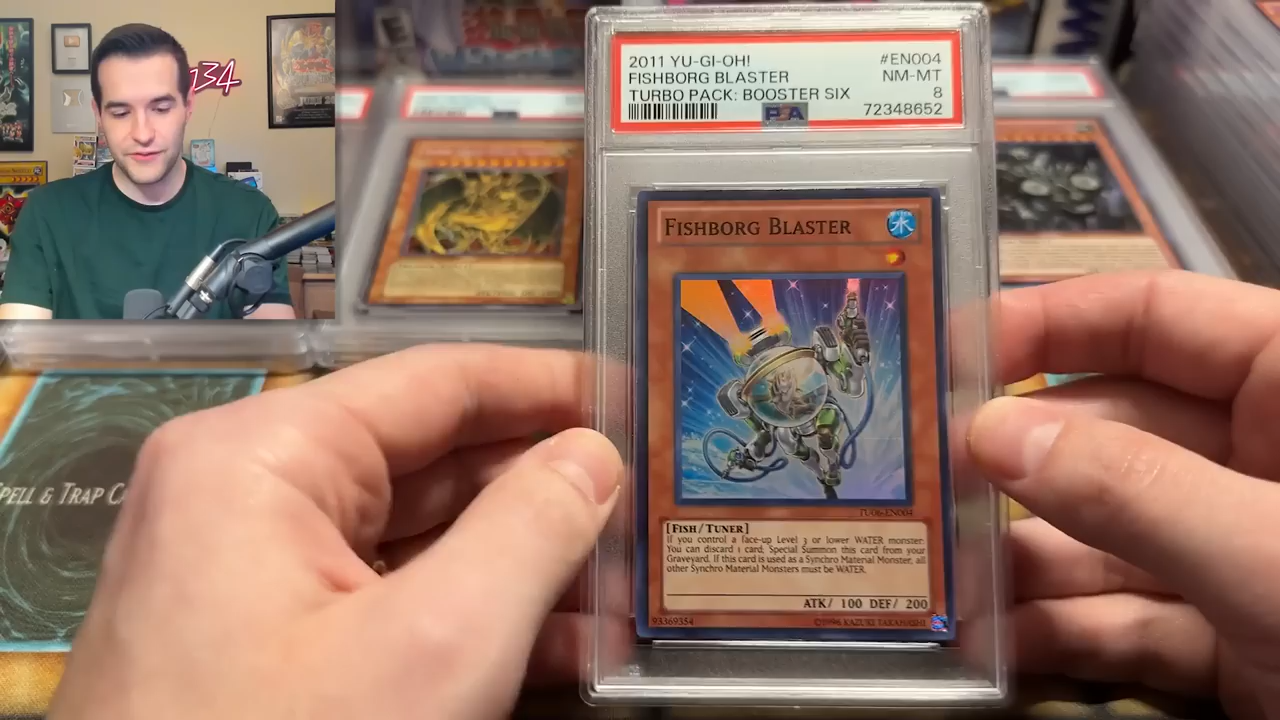 134
2011 YU-GI-OH!
#EN004
FISHBORG BLASTER
NM-MT
TURBO PACK: BOOSTER SIX
8
72348652
FISHBORG BLASTER
水
TU06-EN004
[FISH/TUNER]
If you control a face-up Level 3 or lower WATER monster:
You can discard 1 card; Special Summon this card from your
Graveyard. If this card is used as a Synchro Material Monster, all
other Synchro Material Monsters must be WATER.
ATK/ 100 DEF/ 200
93369354
©1996 KAZUKI TAKAHASHI
SPELL & TRAP